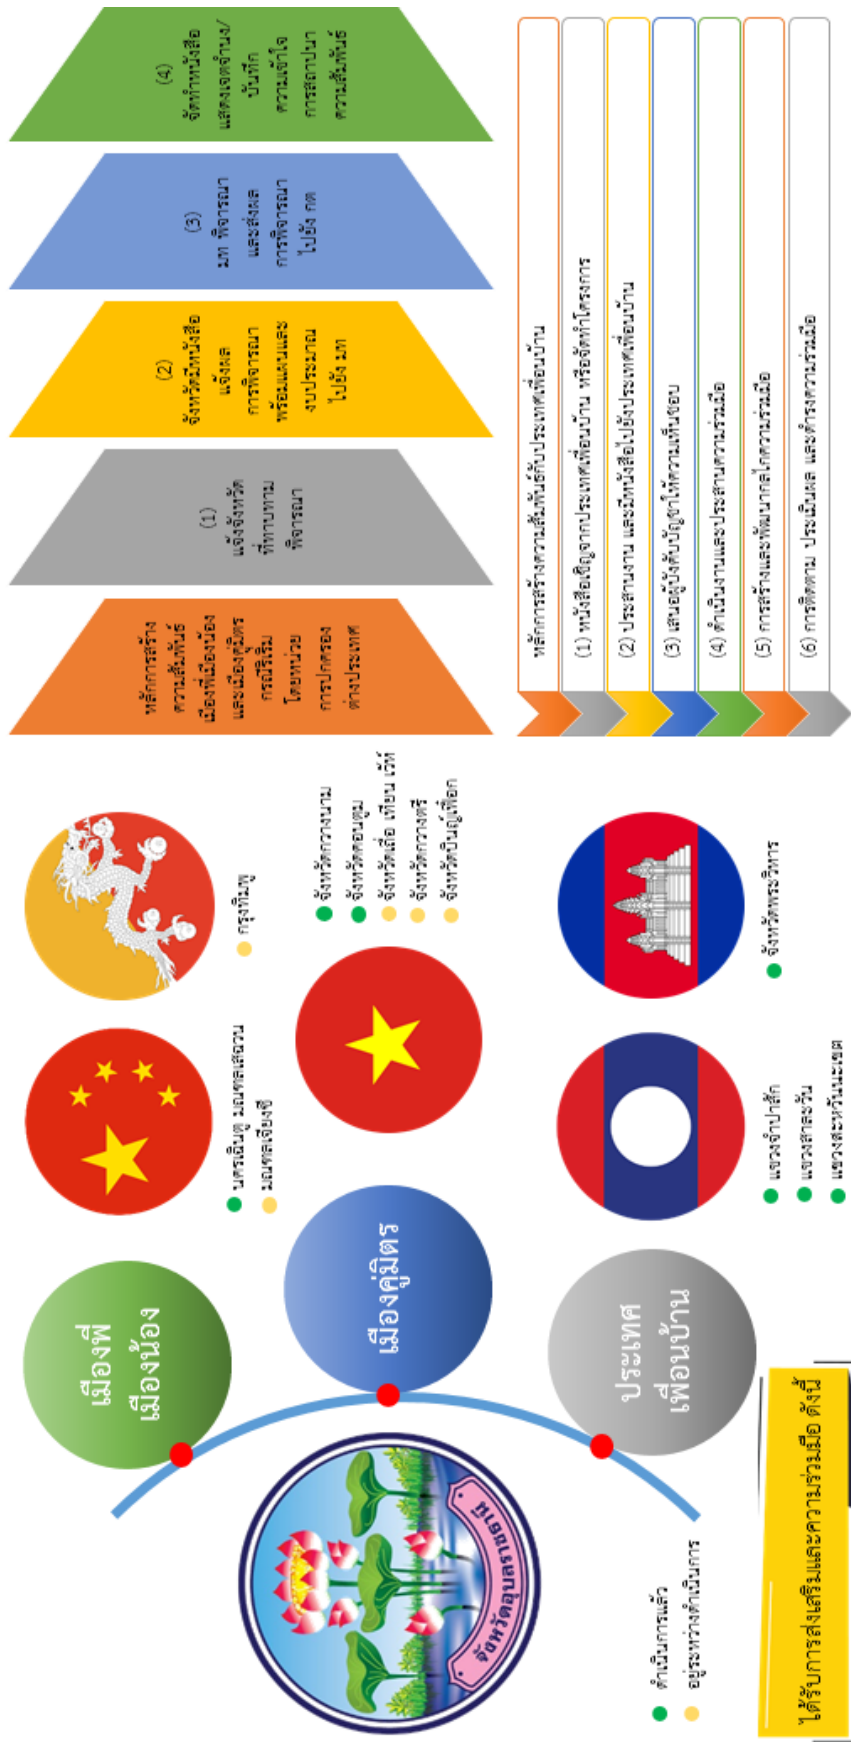 จังหวัดอุบลราชธานี
ดำเนินการแล้ว
อยู่ระหว่างดำเนินการ
ได้รับการส่งเสริมและความร่วมมือ ดังนี้
เมืองพี่
เมืองน้อง
เมืองคู่มิตร
ประเทศ
เพื่อนบ้าน
นครเฉินตู มณฑลเสฉวน
มณฑลเจียงซี
กรุงทิมพู
จังหวัดกวางนาม
จังหวัดคอนตูม
จังหวัดเถื่อ เทียน เว้ห์
จังหวัดกวางตรี
จังหวัดบินญ์เฟื้อก
แขวงจำปาสัก
แขวงสาละวัน
แขวงสะหวันนะเขต
จังหวัดพระวิหาร
หลักการสร้าง
ความสัมพันธ์
เมืองพี่เมืองน้อง
และเมืองคู่มิตร
กรณีริเริ่ม
โดยหน่วย
การปกครอง
ต่างประเทศ
(1)
แจ้งจังหวัด
ที่ทาบทาม
พิจารณา
(2)
จังหวัดมีหนังสือ
แจ้งผล
การพิจารณา
พร้อมแผนและ
งบประมาณ
ไปยัง มท
(3)
มท พิจารณา
และส่งผล
การพิจารณา
ไปยัง กต
(4)
จัดทำหนังสือ
แสดงเจตจำนง/
บันทึก
ความเข้าใจ
การสถาปนา
ความสัมพันธ์
หลักการสร้างความสัมพันธ์กับประเทศเพื่อนบ้าน
(1) หนังสือเชิญจากประเทศเพื่อนบ้าน หรือจัดทำโครงการ
(2) ประสานงาน และมีหนังสือไปยังประเทศเพื่อนบ้าน
(3) เสนอผู้บังคับบัญชาให้ความเห็นชอบ
(4) ดำเนินงานและประสานความร่วมมือ
(5) การสร้างและพัฒนากลไกความร่วมมือ
(6) การติดตาม ประเมินผล และดำรงความร่วมมือ